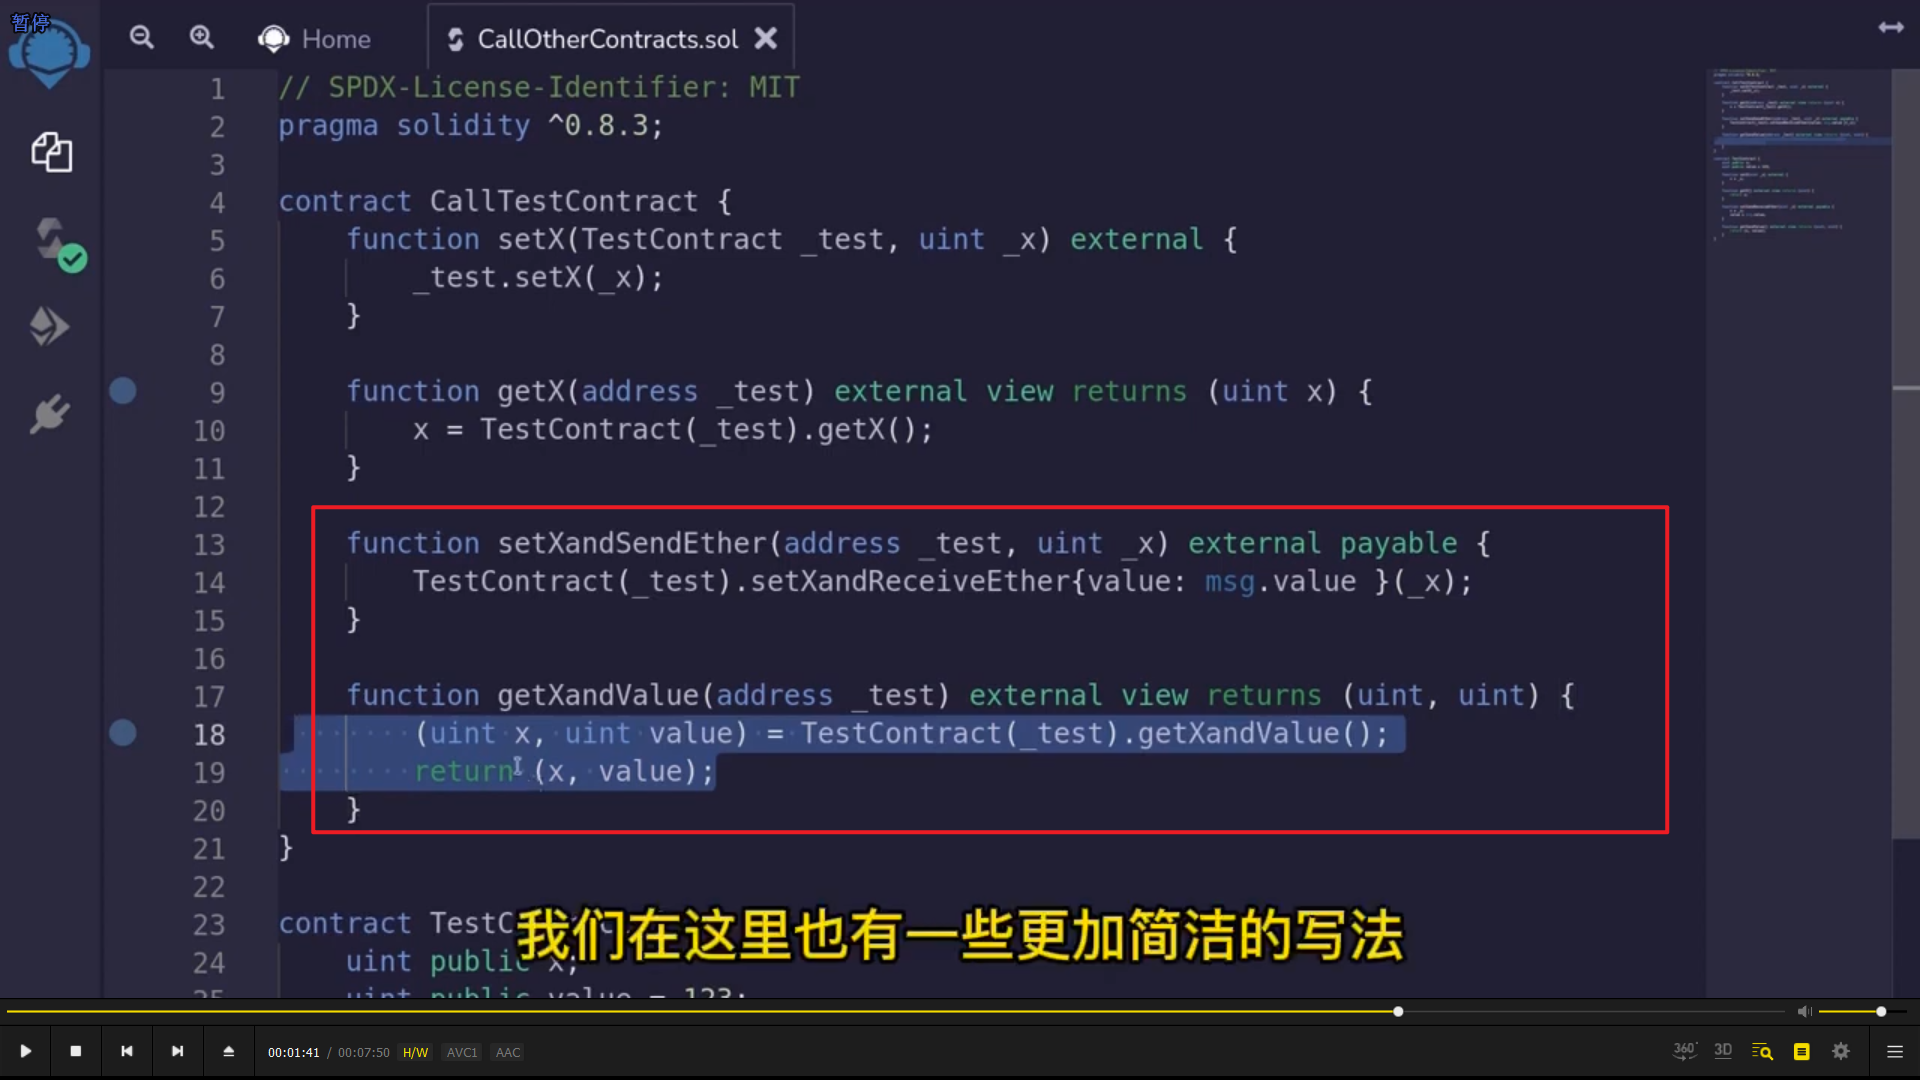 暂停
Home
CallOtherContracts.sol
1 // SPDX-License-Identifier: MIT
2 pragma solidity ^0.8.3;
3
4 contract CallTestContract {
5 function setX(TestContract _test, uint _x) external {
6 _test.setX(_x);
7 }
8
9 function getX(address _test) external view returns (uint x) {
10 x = TestContract(_test).getX();
11 }
12
13 function setXandSendEther(address _test, uint _x) external payable {
14 TestContract(_test).setXandReceiveEther{value: msg.value }(_x);
15 }
16
17 function getXandValue(address _test) external view returns (uint, uint) {
18 (uint x, uint value) = TestContract(_test).getXandValue();
19 return (x, value);
20 }
21 }
22
23 contract TestC
24 uint public x;
25 uint public value = 123;
我们在这里也有一些更加简洁的写法
00:01:41 / 00:07:50 H/W AVC1 AAC
360° 3D